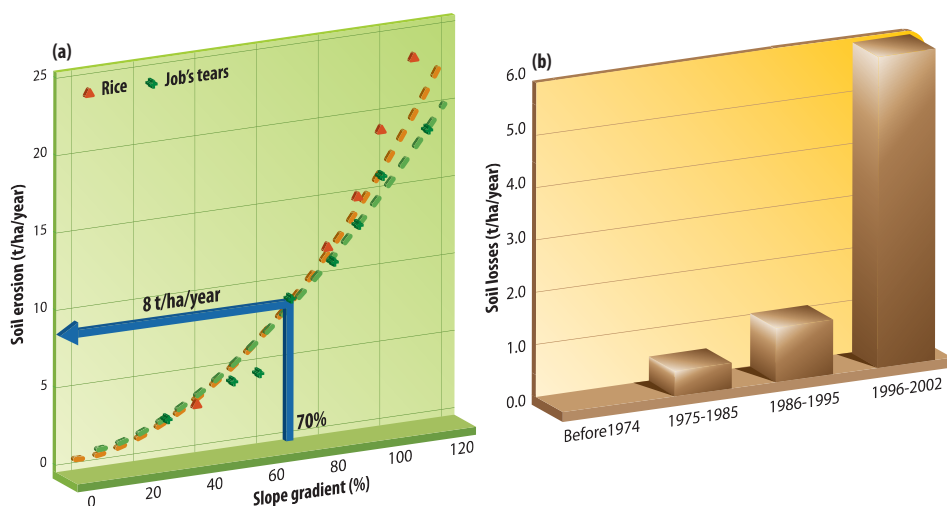 (a)
Rice
Job's tears
Soil erosion (t/ha/year)
25
20
15
10
5
0
8 t/ha/year
70%
0
20
40
60
80
100
120
Slope gradient (%)
(b)
Soil losses (t/ha/year)
6.0
5.0
4.0
3.0
2.0
1.0
0.0
Before1974
1975-1985
1986-1995
1996-2002